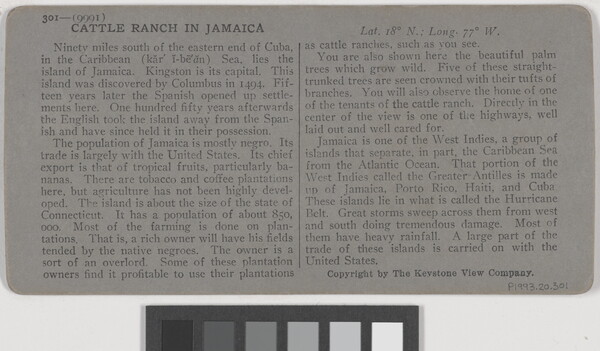 301—(9991)
CATTLE RANCH IN JAMAICA
Lat. 18° N.; Long. 77° W.
Ninety miles south of the eastern end of Cuba,
in the Caribbean (kăr´ ĭ-bē´ăn) Sea, lies the
island of Jamaica. Kingston is its capital. This
island was discovered by Columbus in 1494. Fif-
teen years later the Spanish opened up settle-
ments here. One hundred fifty years afterwards
the English took the island away from the Span-
ish and have since held it in their possession.
The population of Jamaica is mostly negro. Its
trade is largely with the United States. Its chief
export is that of tropical fruits, particularly ba-
nanas. There are tobacco and coffee plantations
here, but agriculture has not been highly devel-
oped. The island is about the size of the state of
Connecticut. It has a population of about 850,
000. Most of the farming is done on plan-
tations. That is, a rich owner will have his fields
tended by the native negroes. The owner is a
sort of an overlord. Some of these plantation
owners find it profitable to use their plantations
as cattle ranches, such as you see.
You are also shown here the beautiful palm
trees which grow wild. Five of these straight-
trunked trees are seen crowned with their tufts of
branches. You will also observe the home of one
of the tenants of the cattle ranch. Directly in the
center of the view is one of the highways, well
laid out and well cared for.
Jamaica is one of the West Indies, a group of
islands that separate, in part, the Caribbean Sea
from the Atlantic Ocean. That portion of the
West Indies called the Greater Antilles is made
up of Jamaica, Porto Rico, Haiti, and Cuba.
These islands lie in what is called the Hurricane
Belt. Great storms sweep across them from west
and south doing tremendous damage. Most of
them have heavy rainfall. A large part of the
trade of these islands is carried on with the
United States.
Copyright by The Keystone View Company.
P1993.20.301